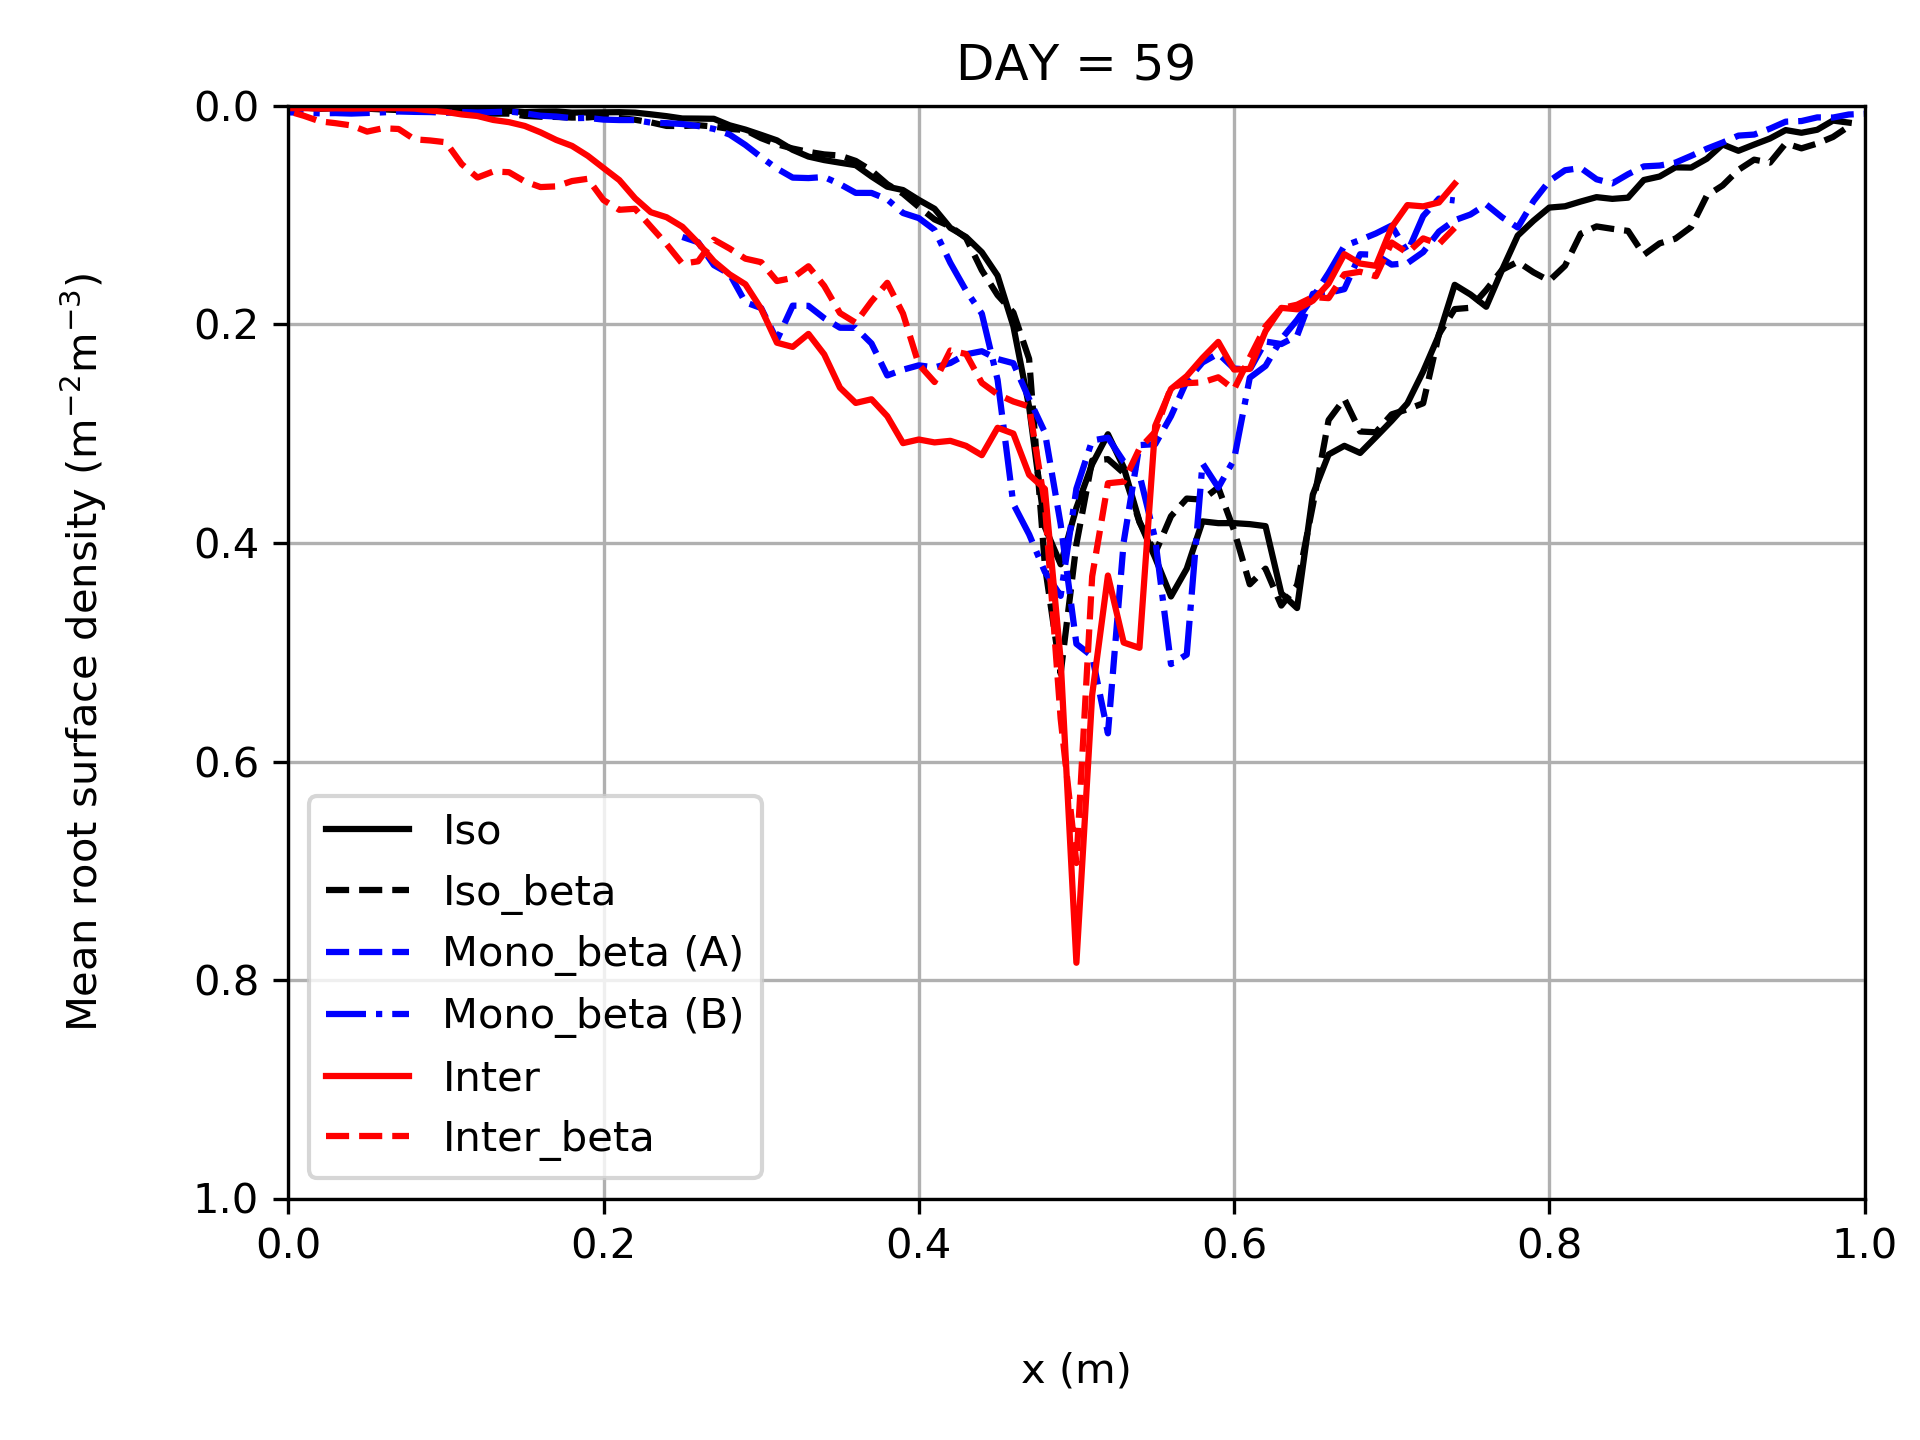 DAY = 59
Mean root surface density (m⁻²m⁻³)
0.0
0.2
0.4
0.6
0.8
1.0
Iso
Iso_beta
Mono_beta (A)
Mono_beta (B)
Inter
Inter_beta
0.0 0.2 0.4 0.6 0.8 1.0
x (m)